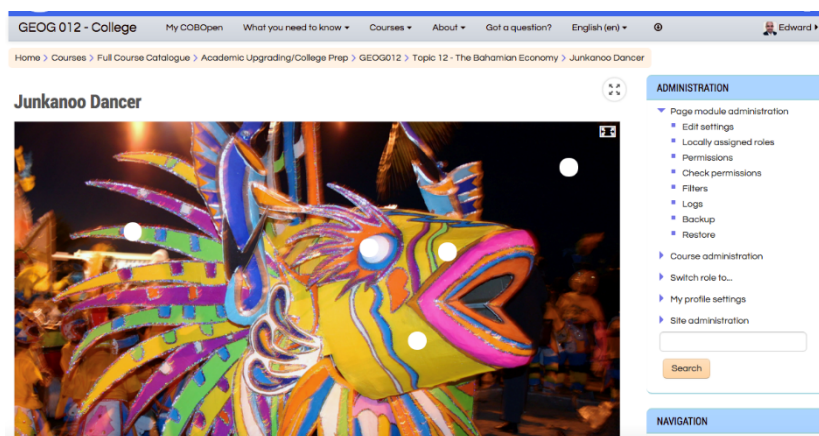 GEOG 012 - College My COBOpen What you need to know Courses About Got a question? English (en) Edward
Home > Courses > Full Course Catalogue > Academic Upgrading/College Prep > GEOG012 > Topic 12 - The Bahamian Economy > Junkanoo Dancer
Junkanoo Dancer
ADMINISTRATION
Page module administration
Edit settings
Locally assigned roles
Permissions
Check permissions
Filters
Logs
Backup
Restore
Course administration
Switch role to...
My profile settings
Site administration
Search
NAVIGATION